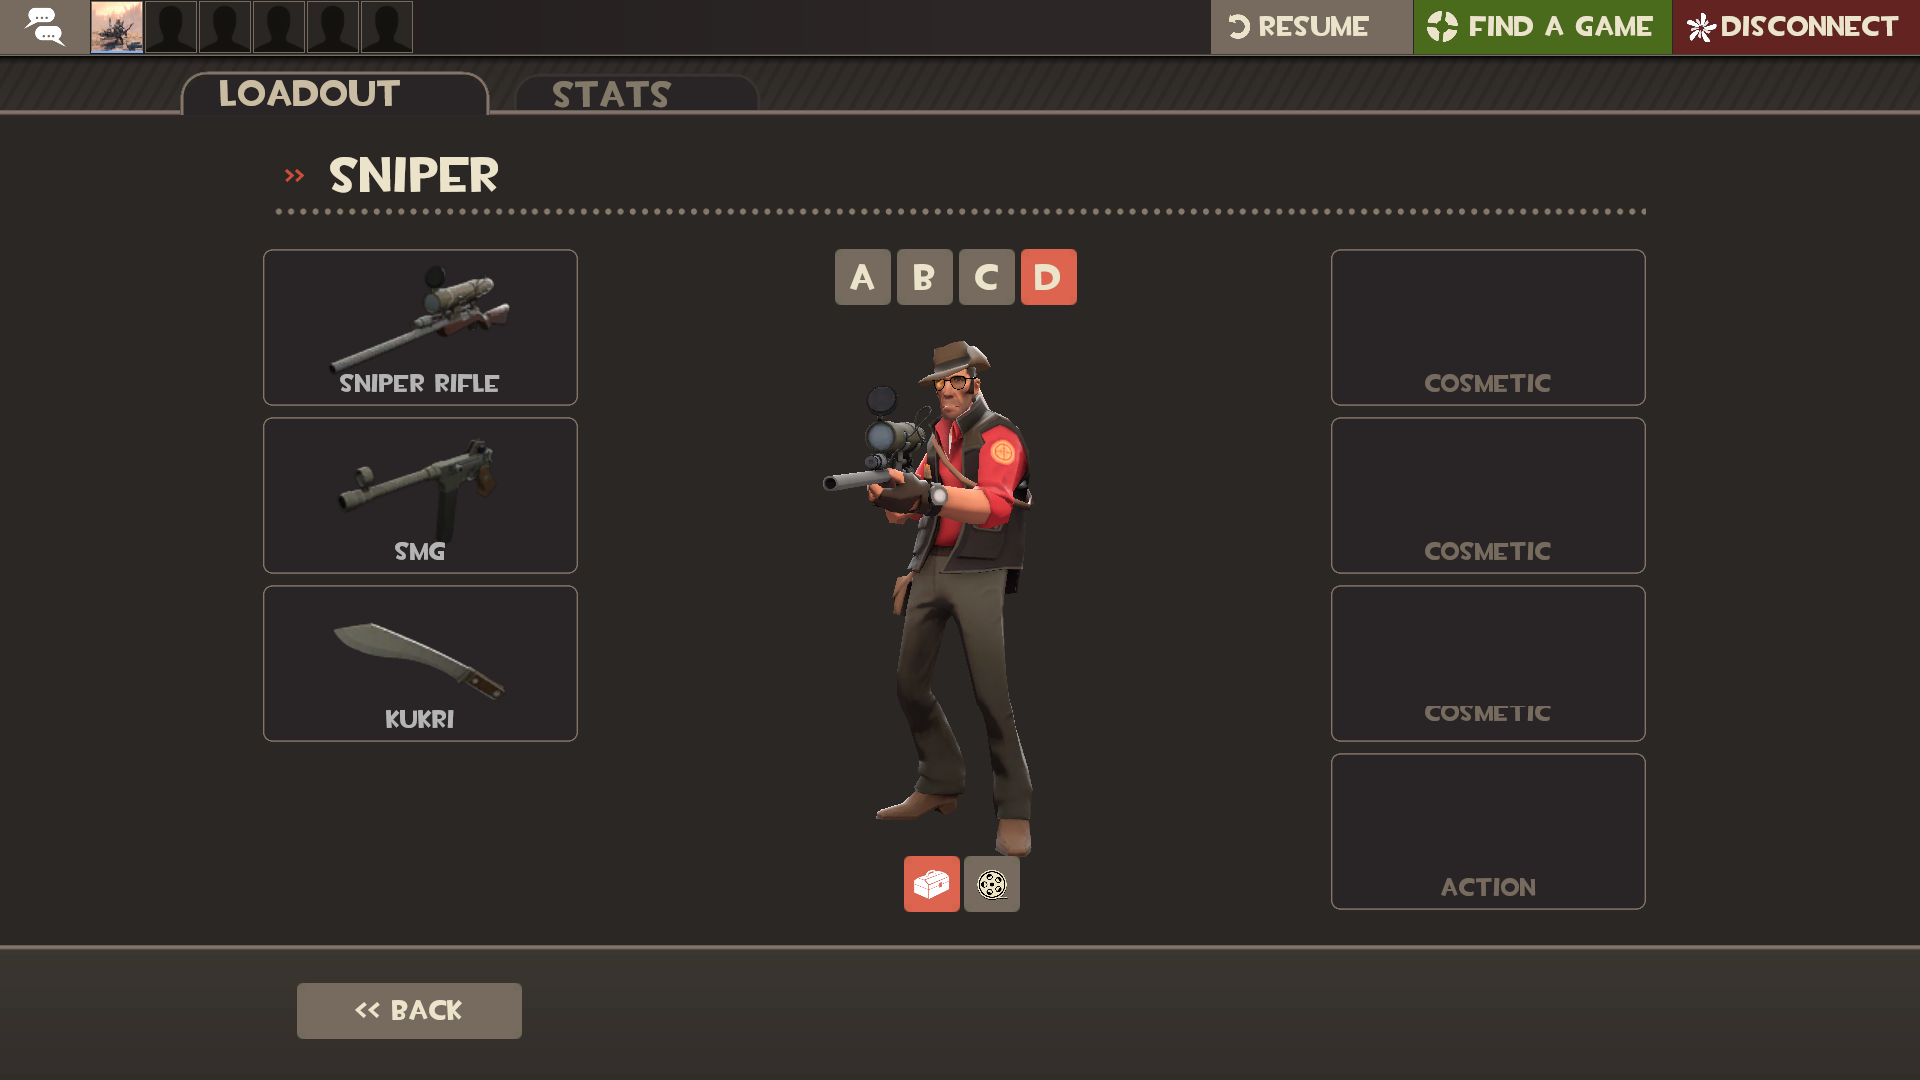 RESUME
FIND A GAME
DISCONNECT
LOADOUT
STATS
>> SNIPER
A B C D
SNIPER RIFLE
COSMETIC
SMG
COSMETIC
KUKRI
COSMETIC
ACTION
<< BACK